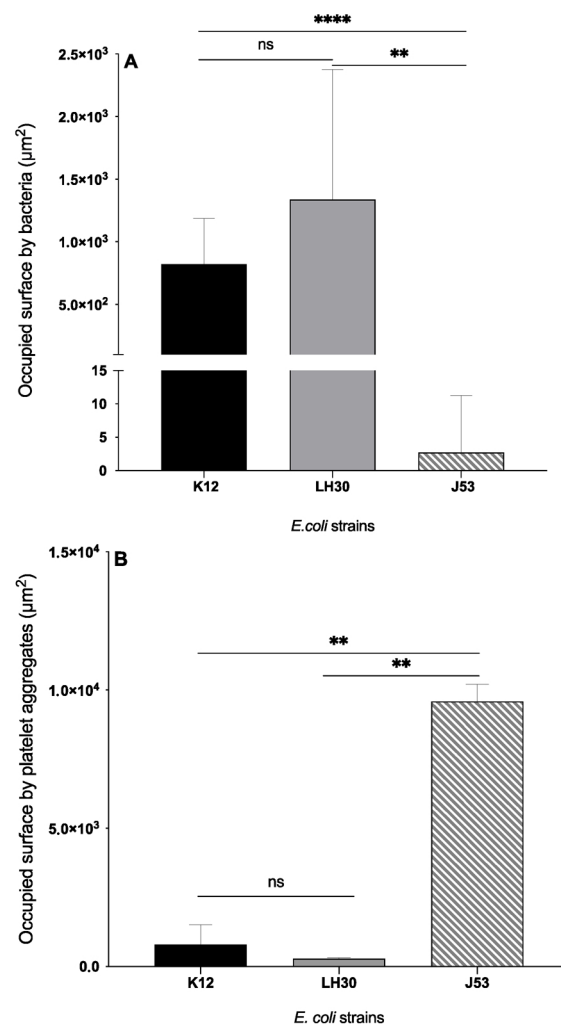 ****
ns
**
A
2.5×10³
2.0×10³
1.5×10³
1.0×10³
5.0×10²
15
10
5
0
Occupied surface by bacteria (µm²)
K12 LH30 J53
E.coli strains
B
1.5×10⁴
1.0×10⁴
5.0×10³
0.0
Occupied surface by platelet aggregates (µm²)
**
**
ns
K12 LH30 J53
E. coli strains